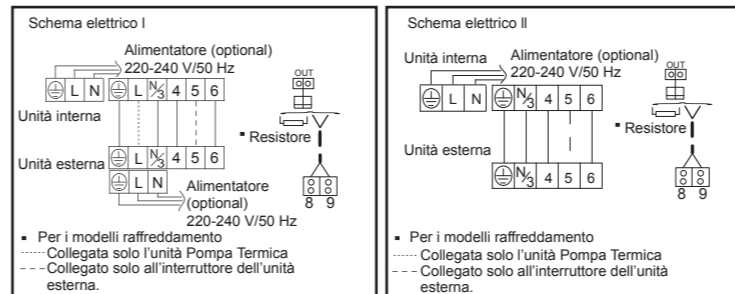 Schema elettrico I
Alimentatore (optional)
220-240 V/50 Hz
L N L N/3 4 5 6
Unità interna
OUT
▪ Resistore
Unità esterna
L N/3 4 5 6
L N
Alimentatore
(optional)
220-240 V/50 Hz
8 9
▪ Per i modelli raffreddamento
Collegata solo l'unità Pompa Termica
Collegato solo all'interruttore dell'unità
esterna.
Schema elettrico II
Unità interna
Alimentatore (optional)
220-240 V/50 Hz
L N N/3 4 5 6
OUT
▪ Resistore
Unità esterna
N/3 4 5 6
8 9
▪ Per i modelli raffreddamento
Collegata solo l'unità Pompa Termica
Collegato solo all'interruttore dell'unità
esterna.